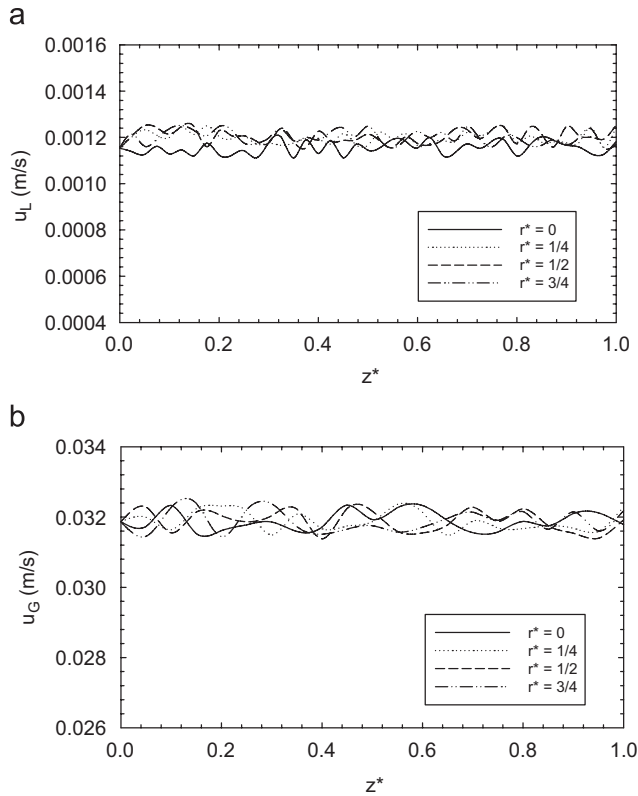 a
0.0016
0.0014
0.0012
0.0010
0.0008
0.0006
0.0004
u_L (m/s)
r* = 0
r* = 1/4
r* = 1/2
r* = 3/4
0.0 0.2 0.4 0.6 0.8 1.0
z*
b
0.034
0.032
0.030
0.028
0.026
u_G (m/s)
r* = 0
r* = 1/4
r* = 1/2
r* = 3/4
0.0 0.2 0.4 0.6 0.8 1.0
z*